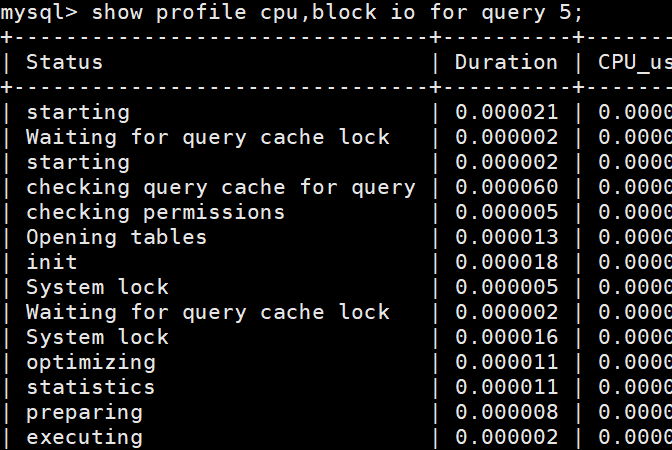 mysql> show profile cpu,block io for query 5;
+--------------------------------+----------+-------
| Status | Duration | CPU_us
+--------------------------------+----------+-------
| starting | 0.000021 | 0.0000
| Waiting for query cache lock | 0.000002 | 0.0000
| starting | 0.000002 | 0.0000
| checking query cache for query | 0.000060 | 0.0000
| checking permissions | 0.000005 | 0.0000
| Opening tables | 0.000013 | 0.0000
| init | 0.000018 | 0.0000
| System lock | 0.000005 | 0.0000
| Waiting for query cache lock | 0.000002 | 0.0000
| System lock | 0.000016 | 0.0000
| optimizing | 0.000011 | 0.0000
| statistics | 0.000011 | 0.0000
| preparing | 0.000008 | 0.0000
| executing | 0.000002 | 0.0000